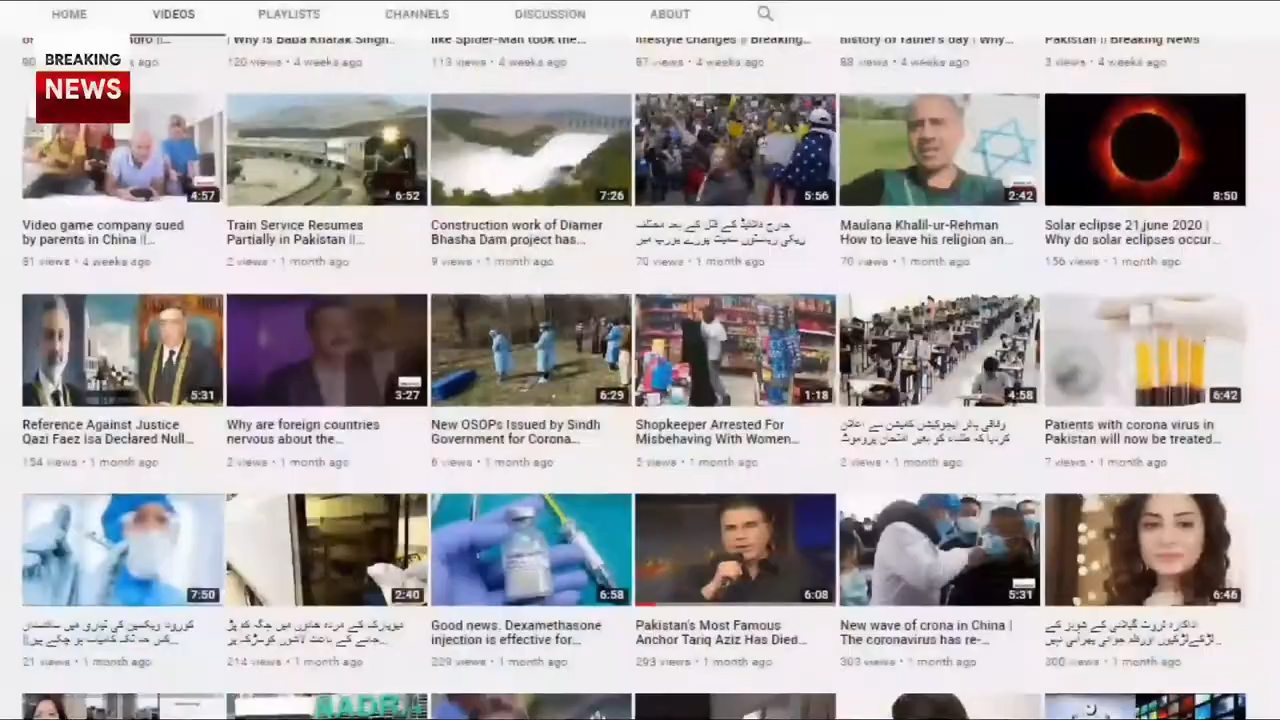 HOME VIDEOS PLAYLISTS CHANNELS DISCUSSION ABOUT
BREAKING
NEWS
| Why is Baba Kharak Singh...
like Spider-Man took the...
lifestyle changes || Breaking...
history of father's day | Why...
Pakistan || Breaking News
ago
120 views • 4 weeks ago
113 views • 4 weeks ago
87 views • 4 weeks ago
88 views • 4 weeks ago
3 views • 4 weeks ago
4:57
6:52
7:26
5:56
2:42
8:50
Video game company sued
by parents in China ||...
81 views • 4 weeks ago
Train Service Resumes
Partially in Pakistan ||...
2 views • 1 month ago
Construction work of Diamer
Bhasha Dam project has...
9 views • 1 month ago
جارج فلائیڈ کے قتل کے بعد مختلف
70 views • 1 month ago
Maulana Khalil-ur-Rehman
How to leave his religion an...
70 views • 1 month ago
Solar eclipse 21 june 2020 |
Why do solar eclipses occur...
156 views • 1 month ago
5:31
3:27
6:29
1:18
4:58
6:42
Reference Against Justice
Qazi Faez Isa Declared Null...
154 views • 1 month ago
Why are foreign countries
nervous about the...
2 views • 1 month ago
New OSOPs Issued by Sindh
Government for Corona...
6 views • 1 month ago
Shopkeeper Arrested For
Misbehaving With Women...
5 views • 1 month ago
2 views • 1 month ago
Patients with corona virus in
Pakistan will now be treated...
7 views • 1 month ago
7:50
2:40
6:58
6:08
5:31
6:46
21 views • 1 month ago
214 views • 1 month ago
Good news. Dexamethasone
injection is effective for...
229 views • 1 month ago
Pakistan's Most Famous
Anchor Tariq Aziz Has Died...
293 views • 1 month ago
New wave of crona in China |
The coronavirus has re-...
303 views • 1 month ago
300 views • 1 month ago
NADRA